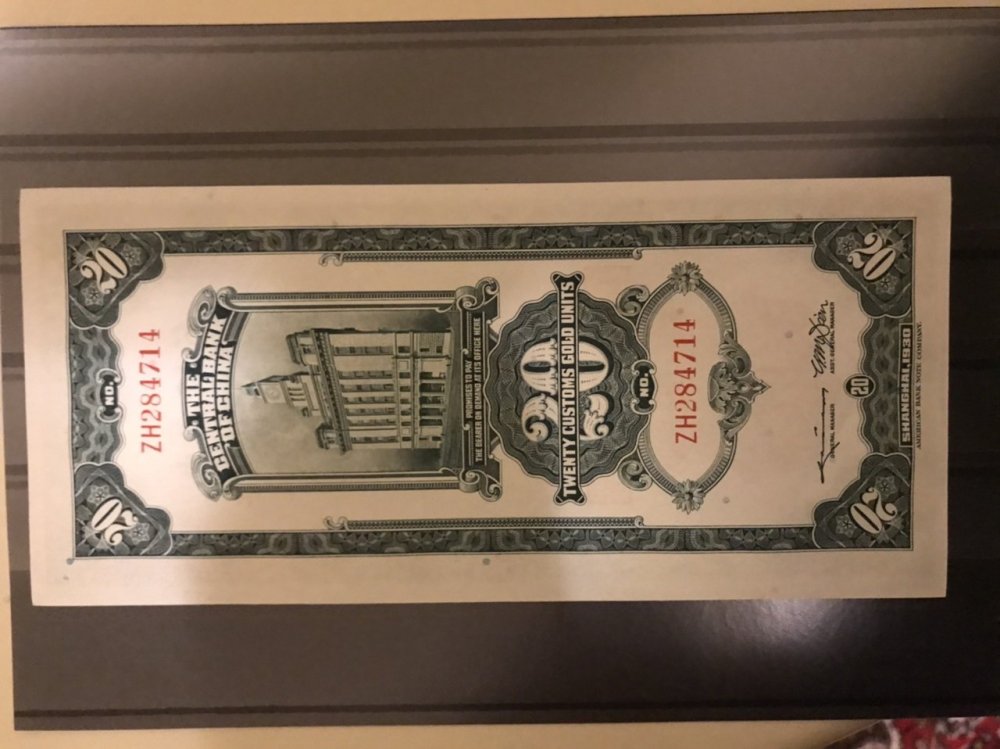 20
20
NO.
ZH284714
THE
CENTRAL BANK
OF CHINA
PROMISES TO PAY
THE BEARER ON DEMAND AT ITS OFFICE HERE
20
TWENTY CUSTOMS GOLD UNITS
NO.
ZH284714
GENERAL MANAGER
ASST. GENERAL MANAGER
20
20
20
SHANGHAI, 1930
AMERICAN BANK NOTE COMPANY.